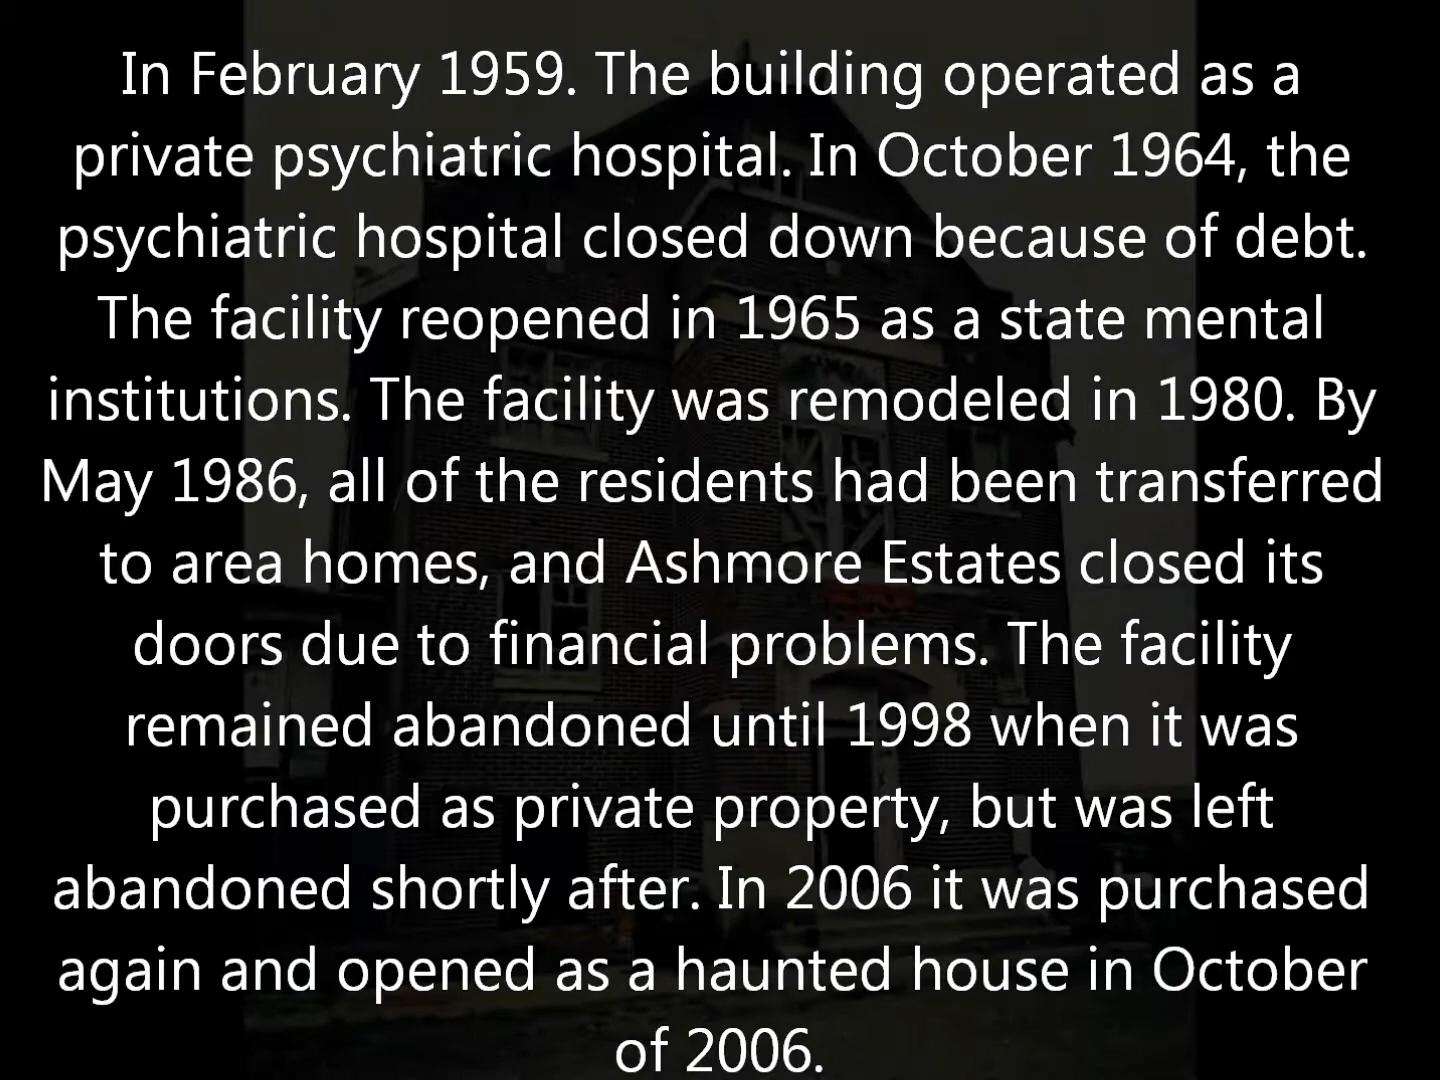 In February 1959. The building operated as a
private psychiatric hospital. In October 1964, the
psychiatric hospital closed down because of debt.
The facility reopened in 1965 as a state mental
institutions. The facility was remodeled in 1980. By
May 1986, all of the residents had been transferred
to area homes, and Ashmore Estates closed its
doors due to financial problems. The facility
remained abandoned until 1998 when it was
purchased as private property, but was left
abandoned shortly after. In 2006 it was purchased
again and opened as a haunted house in October
of 2006.